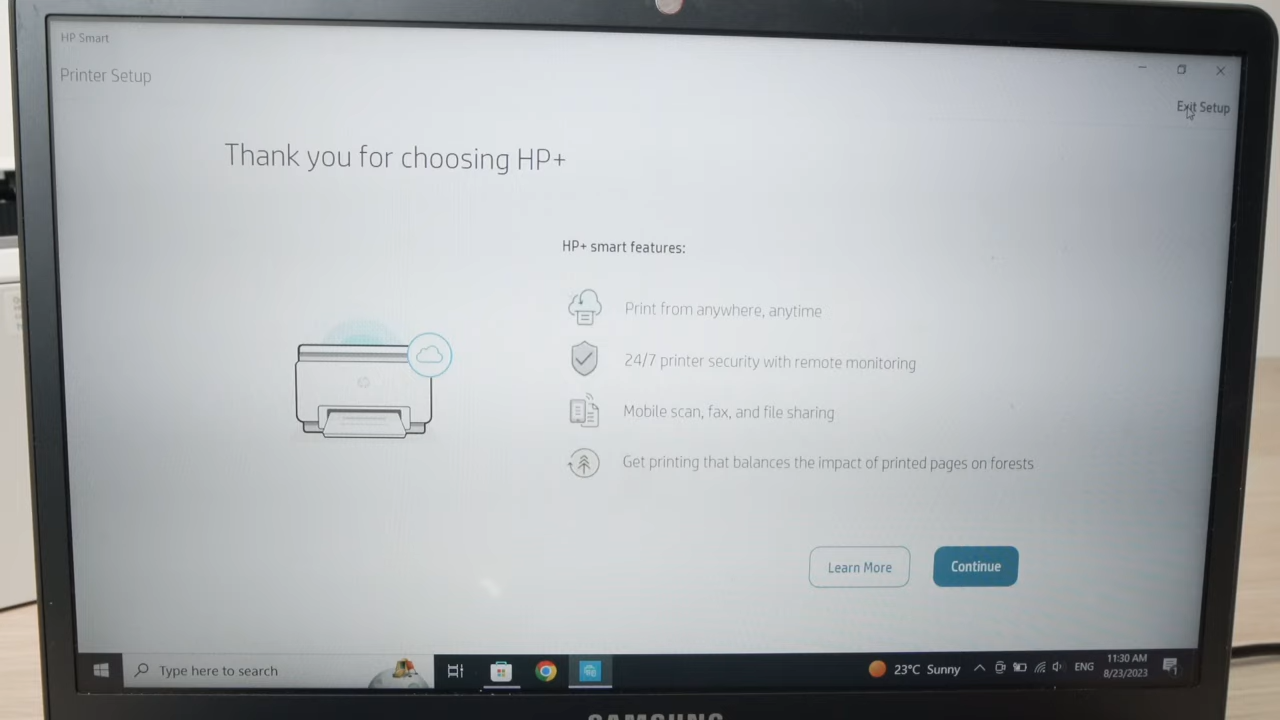 HP Smart
Printer Setup
Exit Setup
Thank you for choosing HP+
HP+ smart features:
Print from anywhere, anytime
24/7 printer security with remote monitoring
Mobile scan, fax, and file sharing
Get printing that balances the impact of printed pages on forests
Learn More
Continue
Type here to search
23°C Sunny
ENG
11:30 AM
8/23/2023
SAMSUNG